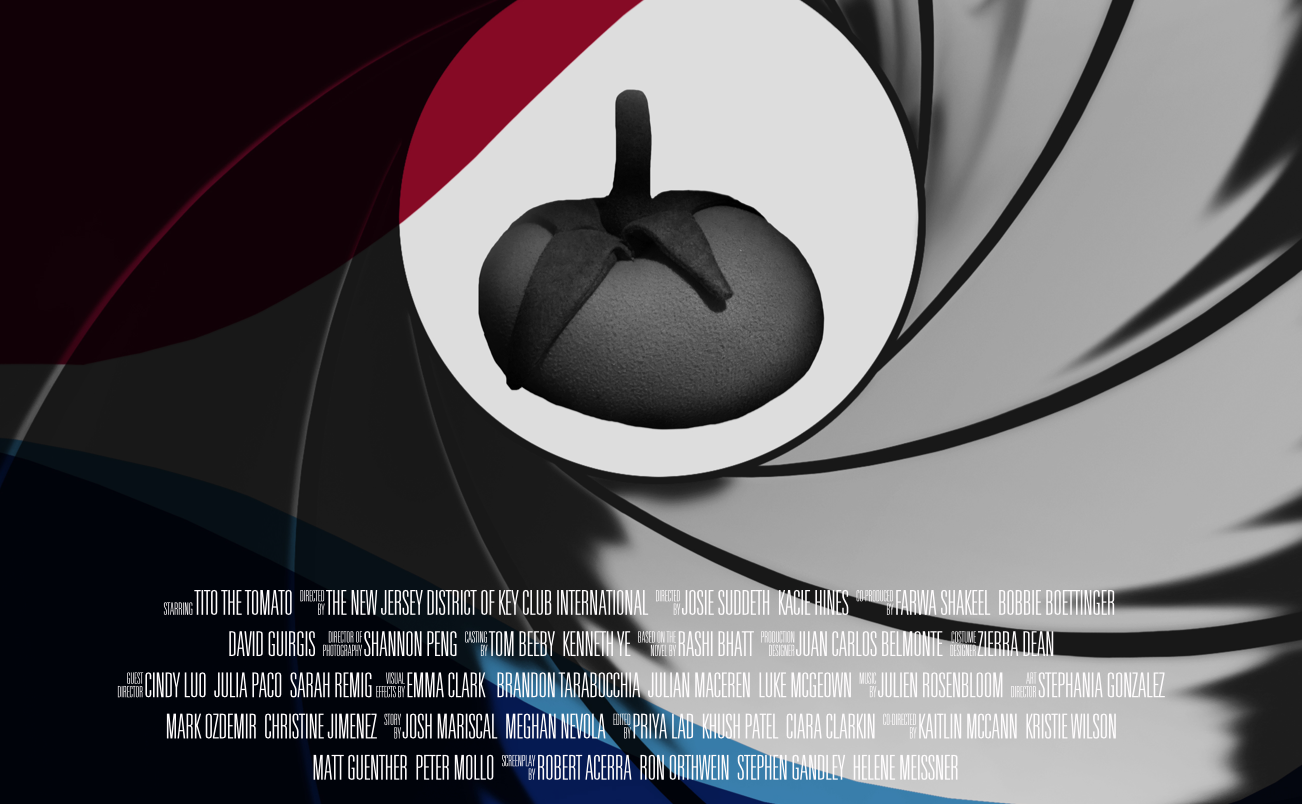 STARRING TITO THE TOMATO DIRECTED BY THE NEW JERSEY DISTRICT OF KEY CLUB INTERNATIONAL DIRECTED BY JOSIE SUDDETH KACIE HINES CO-PRODUCED BY FARWA SHAKEEL BOBBIE BOETTINGER
DAVID GUIRGIS DIRECTOR OF PHOTOGRAPHY SHANNON PENG CASTING BY TOM BEEBY KENNETH YE BASED ON THE NOVEL BY RASHI BHATT PRODUCTION DESIGNER JUAN CARLOS BELMONTE COSTUME DESIGNER ZIERRA DEAN
GUEST DIRECTOR CINDY LUO JULIA PACO SARAH REMIG VISUAL EFFECTS BY EMMA CLARK BRANDON TARABOCCHIA JULIAN MACEREN LUKE MCGEOWN MUSIC BY JULIEN ROSENBLOOM ART DIRECTOR STEPHANIA GONZALEZ
MARK OZDEMIR CHRISTINE JIMENEZ STORY BY JOSH MARISCAL MEGHAN NEVOLA EDITED BY PRIYA LAD KHUSH PATEL CIARA CLARKIN CO-DIRECTED BY KAITLIN MCCANN KRISTIE WILSON
MATT GUENTHER PETER MOLLO SCREENPLAY BY ROBERT ACERRA RON ORTHWEIN STEPHEN GANDLEY HELENE MEISSNER